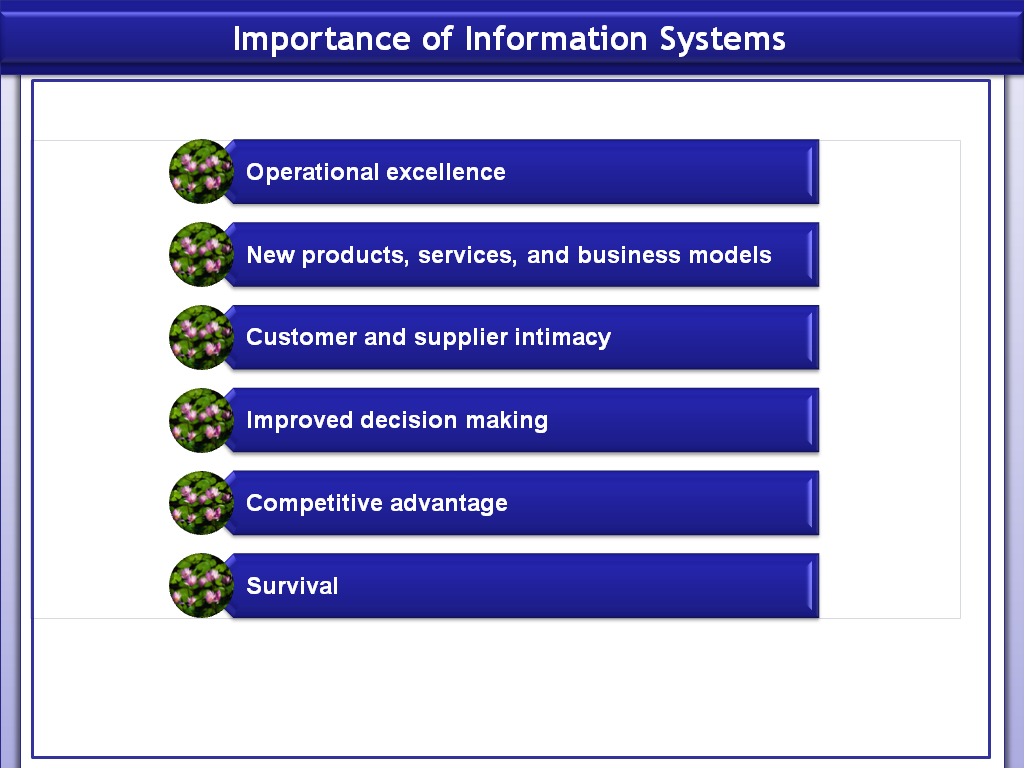 Importance of Information Systems
Operational excellence
New products, services, and business models
Customer and supplier intimacy
Improved decision making
Competitive advantage
Survival